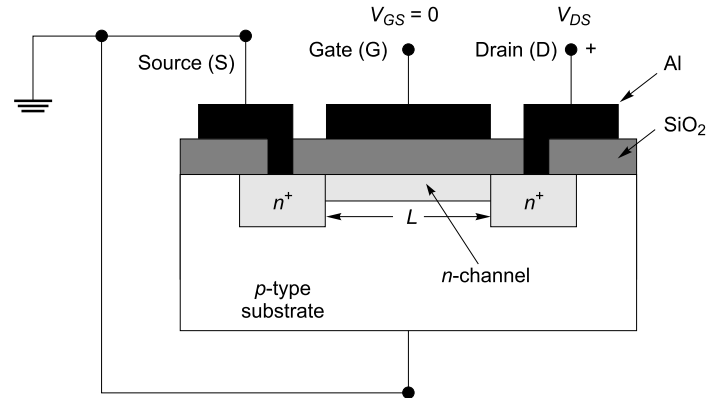 V_GS = 0
V_DS
Source (S)
Gate (G)
Drain (D)
+
Al
SiO₂
n⁺
n⁺
L
n-channel
p-type
substrate